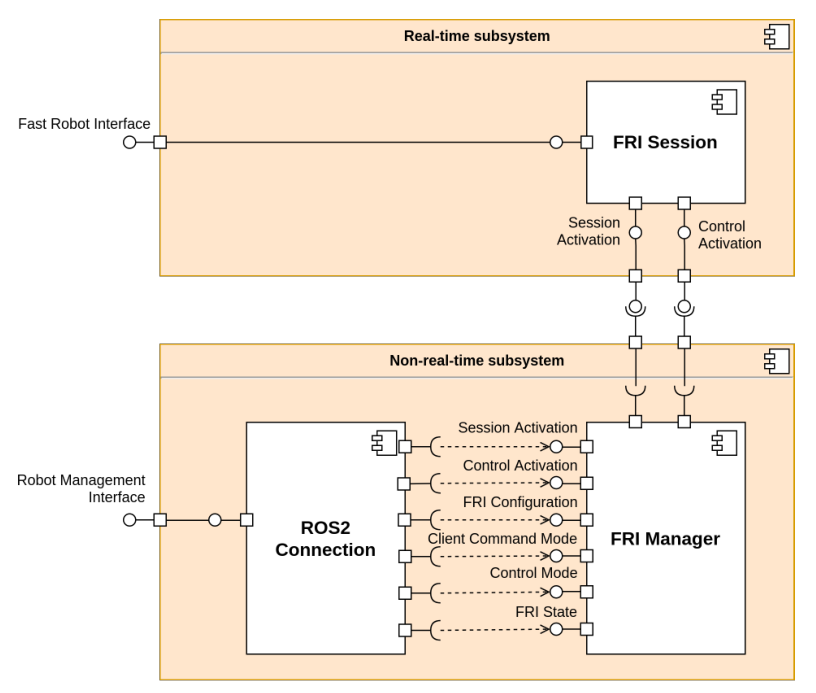 Real-time subsystem
Fast Robot Interface
FRI Session
Session
Activation
Control
Activation
Non-real-time subsystem
Session Activation
Control Activation
FRI Configuration
Client Command Mode
Control Mode
FRI State
Robot Management
Interface
ROS2
Connection
FRI Manager